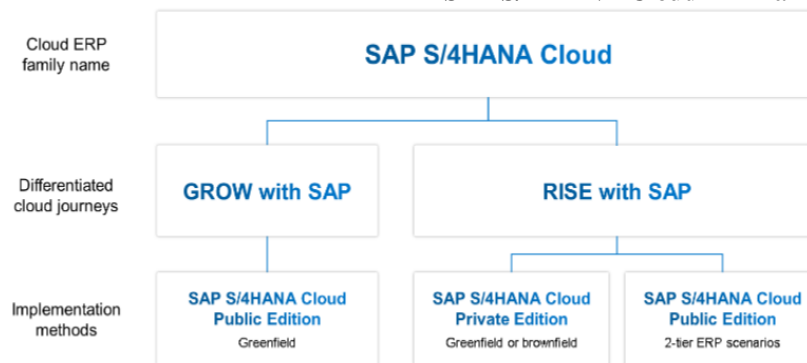 Cloud ERP
family name
SAP S/4HANA Cloud
Differentiated
cloud journeys
GROW with SAP
RISE with SAP
Implementation
methods
SAP S/4HANA Cloud
Public Edition
Greenfield
SAP S/4HANA Cloud
Private Edition
Greenfield or brownfield
SAP S/4HANA Cloud
Public Edition
2-tier ERP scenarios